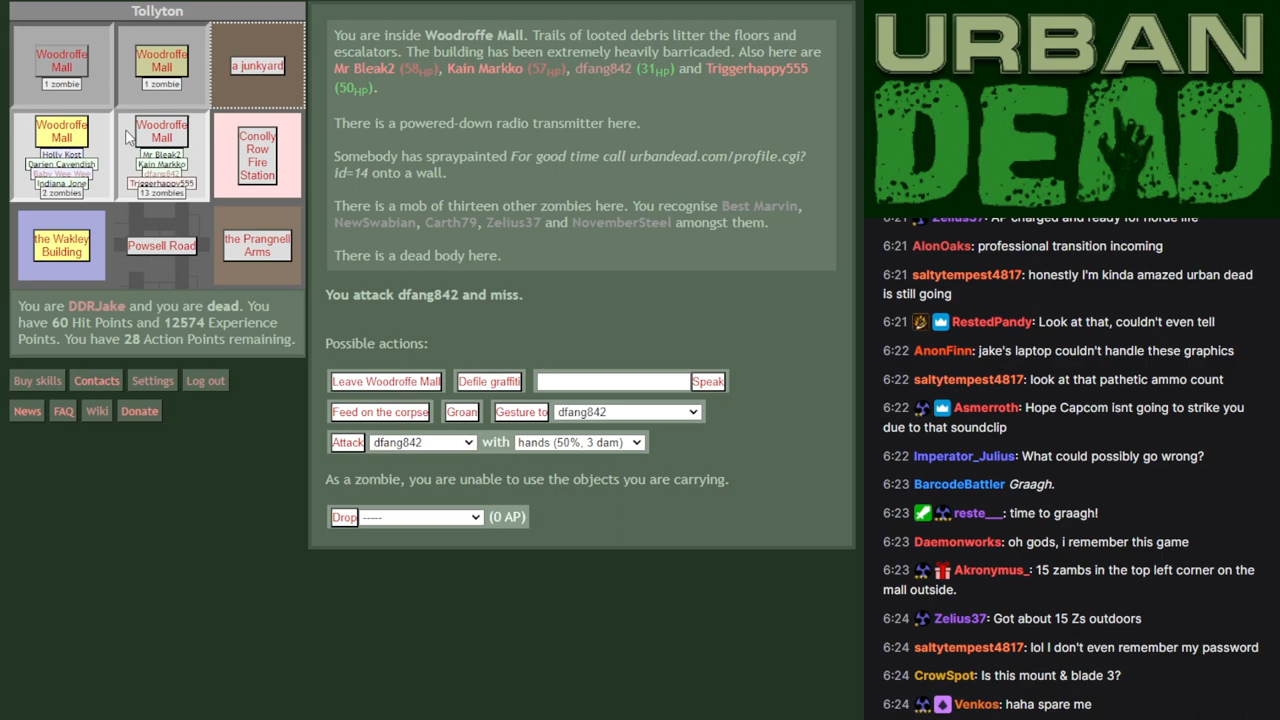 Tollyton
Woodroffe
Mall
1 zombie
Woodroffe
Mall
1 zombie
a junkyard
Woodroffe
Mall
Holly Kost
Darien Cavendish
Baby Wee Wee
Indiana Jone
2 zombies
Woodroffe
Mall
Mr Bleak2
Kain Markko
dfang842
Triggerhappy555
13 zombies
Conolly
Row
Fire
Station
the Wakley
Building
Powsell Road
the Prangnell
Arms
You are DDRJake and you are dead. You
have 60 Hit Points and 12574 Experience
Points. You have 28 Action Points remaining.
Buy skills
Contacts
Settings
Log out
News
FAQ
Wiki
Donate
You are inside Woodroffe Mall. Trails of looted debris litter the floors and
escalators. The building has been extremely heavily barricaded. Also here are
Mr Bleak2 (58HP), Kain Markko (57HP), dfang842 (31HP) and Triggerhappy555
(50HP).
There is a powered-down radio transmitter here.
Somebody has spraypainted For good time call urbandead.com/profile.cgi?
id=14 onto a wall.
There is a mob of thirteen other zombies here. You recognise Best Marvin,
NewSwabian, Carth79, Zelius37 and NovemberSteel amongst them.
There is a dead body here.
You attack dfang842 and miss.
Possible actions:
Leave Woodroffe Mall
Defile graffiti
Speak
Feed on the corpse
Groan
Gesture to dfang842
Attack dfang842 with hands (50%, 3 dam)
As a zombie, you are unable to use the objects you are carrying.
Drop ----- (0 AP)
URBAN
DEAD
6:21 Zelius37: AP charged and ready for horde life
6:21 AlonOaks: professional transition incoming
6:21 saltytempest4817: honestly I'm kinda amazed urban dead
is still going
6:21 RestedPandy: Look at that, couldn't even tell
6:22 AnonFinn: jake's laptop couldn't handle these graphics
6:22 saltytempest4817: look at that pathetic ammo count
6:22 Asmerroth: Hope Capcom isnt going to strike you
due to that soundclip
6:22 Imperator_Julius: What could possibly go wrong?
6:23 BarcodeBattler Graagh.
6:23 reste___: time to graagh!
6:23 Daemonworks: oh gods, i remember this game
6:23 Akronymus_: 15 zambs in the top left corner on the
mall outside.
6:24 Zelius37: Got about 15 Zs outdoors
6:24 saltytempest4817: lol I don't even remember my password
6:24 CrowSpot: Is this mount & blade 3?
6:24 Venkos: haha spare me